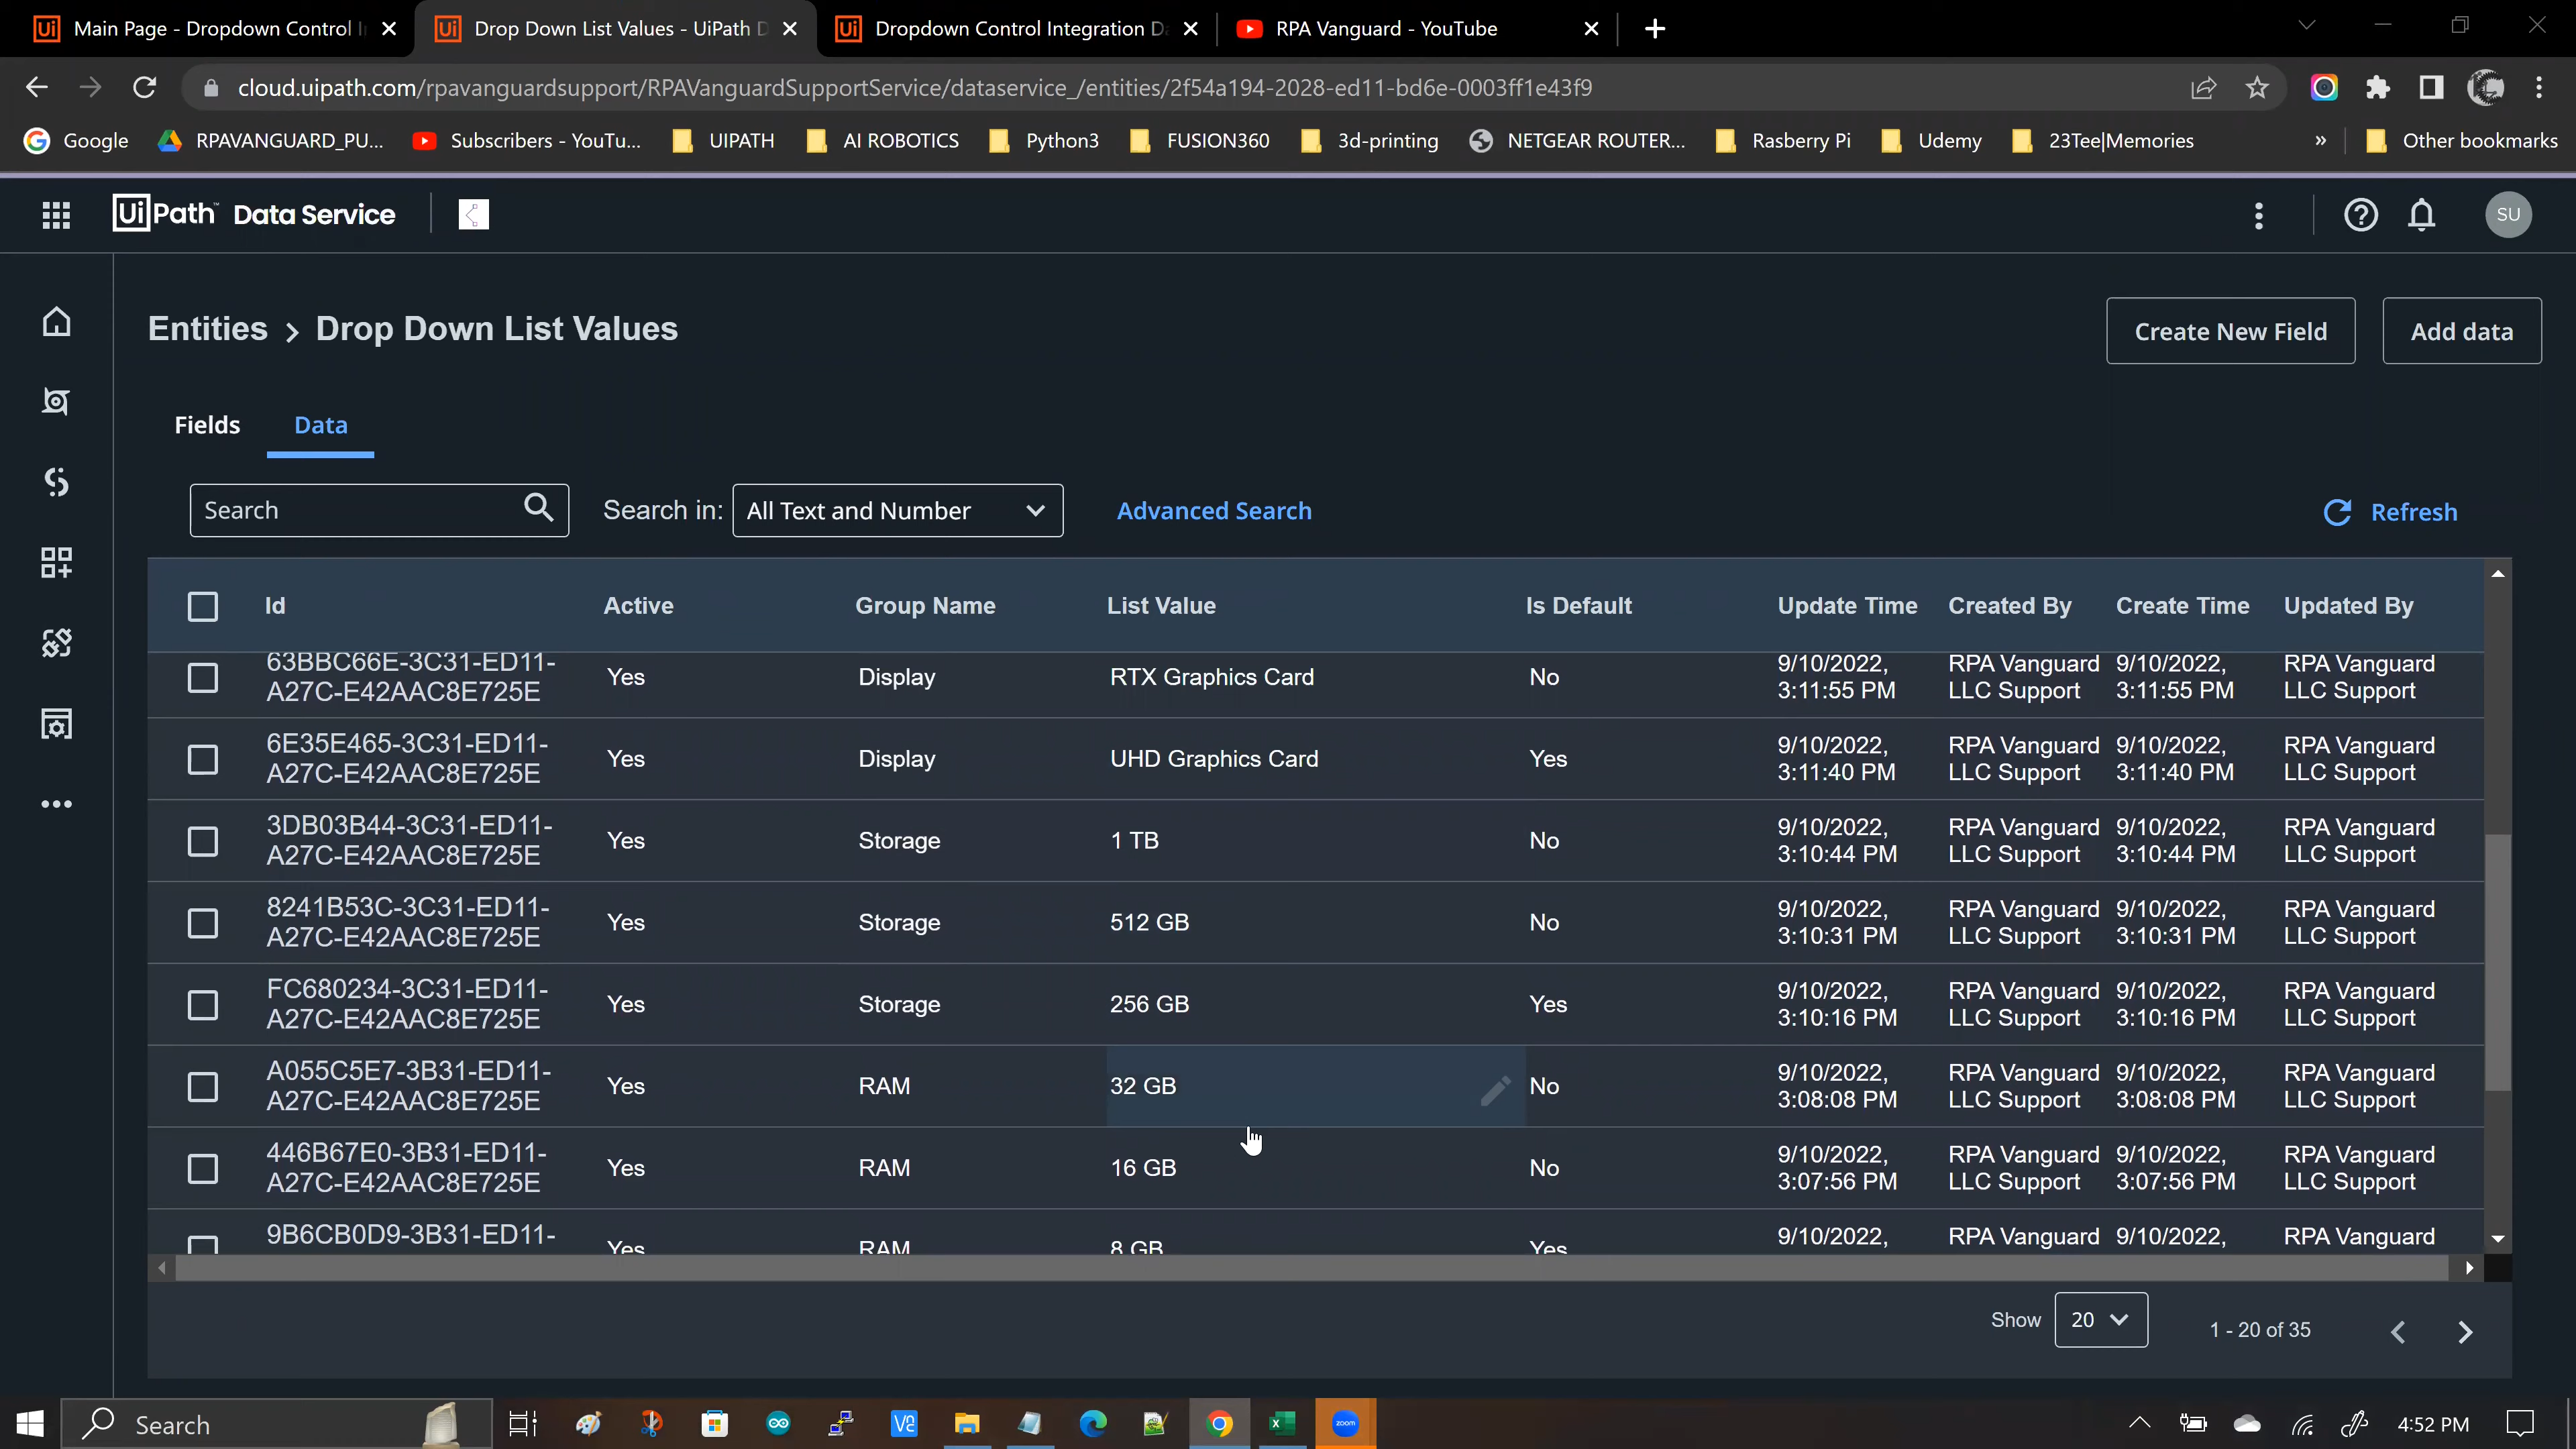 Main Page - Dropdown Control I
Drop Down List Values - UiPath D
Dropdown Control Integration Da
RPA Vanguard - YouTube
cloud.uipath.com/rpavanguardsupport/RPAVanguardSupportService/dataservice_/entities/2f54a194-2028-ed11-bd6e-0003ff1e43f9
Google
RPAVANGUARD_PU...
Subscribers - YouTu...
UIPATH
AI ROBOTICS
Python3
FUSION360
3d-printing
NETGEAR ROUTER...
Rasberry Pi
Udemy
23Tee|Memories
»
Other bookmarks
UiPath™ Data Service
SU
Entities > Drop Down List Values
Create New Field
Add data
Fields
Data
Search
Search in:
All Text and Number
Advanced Search
Refresh
Id Active Group Name List Value Is Default Update Time Created By Create Time Updated By
63BBC66E-3C31-ED11- 9/10/2022, RPA Vanguard 9/10/2022, RPA Vanguard
Yes Display RTX Graphics Card No
A27C-E42AAC8E725E 3:11:55 PM LLC Support 3:11:55 PM LLC Support
6E35E465-3C31-ED11- 9/10/2022, RPA Vanguard 9/10/2022, RPA Vanguard
Yes Display UHD Graphics Card Yes
A27C-E42AAC8E725E 3:11:40 PM LLC Support 3:11:40 PM LLC Support
3DB03B44-3C31-ED11- 9/10/2022, RPA Vanguard 9/10/2022, RPA Vanguard
Yes Storage 1 TB No
A27C-E42AAC8E725E 3:10:44 PM LLC Support 3:10:44 PM LLC Support
8241B53C-3C31-ED11- 9/10/2022, RPA Vanguard 9/10/2022, RPA Vanguard
Yes Storage 512 GB No
A27C-E42AAC8E725E 3:10:31 PM LLC Support 3:10:31 PM LLC Support
FC680234-3C31-ED11- 9/10/2022, RPA Vanguard 9/10/2022, RPA Vanguard
Yes Storage 256 GB Yes
A27C-E42AAC8E725E 3:10:16 PM LLC Support 3:10:16 PM LLC Support
A055C5E7-3B31-ED11- 9/10/2022, RPA Vanguard 9/10/2022, RPA Vanguard
Yes RAM 32 GB No
A27C-E42AAC8E725E 3:08:08 PM LLC Support 3:08:08 PM LLC Support
446B67E0-3B31-ED11- 9/10/2022, RPA Vanguard 9/10/2022, RPA Vanguard
Yes RAM 16 GB No
A27C-E42AAC8E725E 3:07:56 PM LLC Support 3:07:56 PM LLC Support
9B6CB0D9-3B31-ED11- 9/10/2022, RPA Vanguard 9/10/2022, RPA Vanguard
Yes RAM 8 GB Yes
Show 20 1 - 20 of 35
Search
VS
zoom
4:52 PM